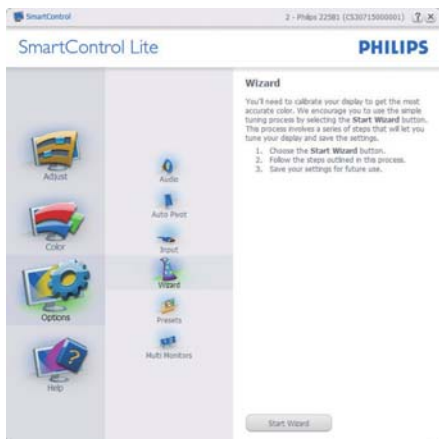 SmartControl
2 - Philips 225B1 (CS30715000001)
? X
SmartControl Lite
PHILIPS
Adjust
Color
Options
Help
Audio
Auto Pivot
Input
Wizard
Presets
Multi Monitors
Wizard
You'll need to calibrate your display to get the most
accurate color. We encourage you to use the simple
tuning process by selecting the Start Wizard button.
This process involves a series of steps that will let you
tune your display and save the settings.
1. Choose the Start Wizard button.
2. Follow the steps outlined in this process.
3. Save your settings for future use.
Start Wizard